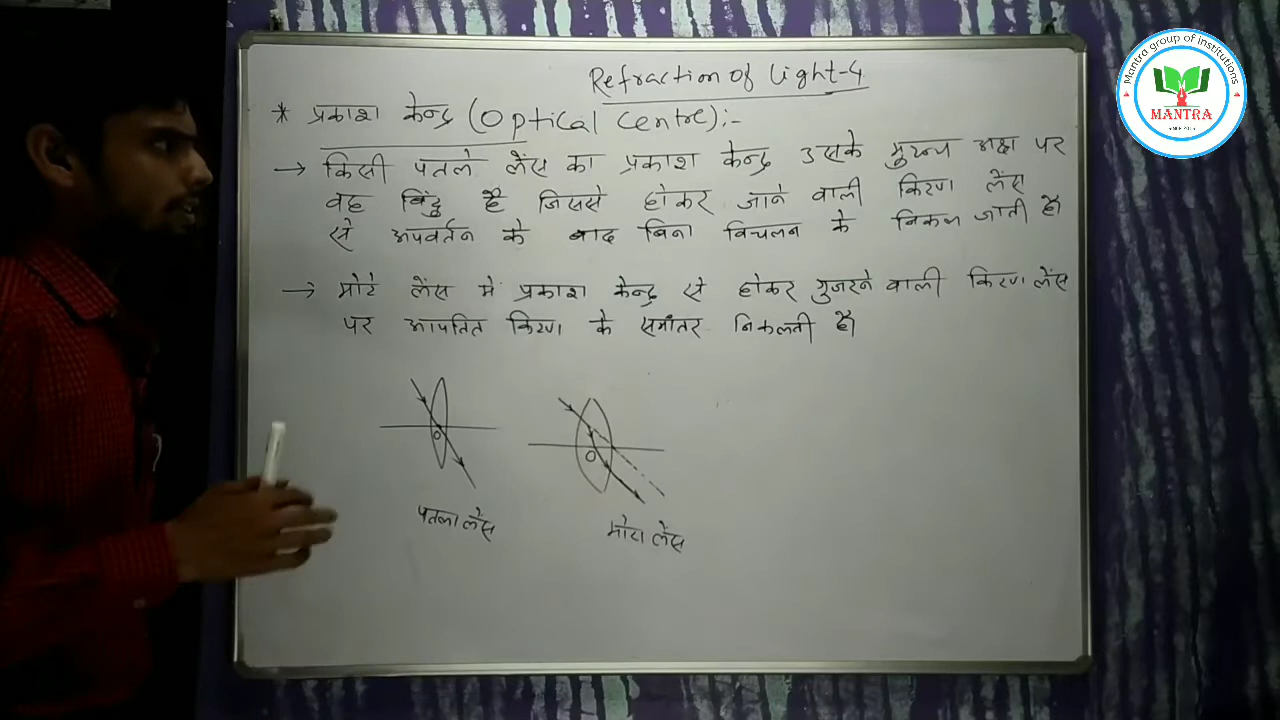 Refraction of light-4
* प्रकाश केन्द्र (Optical Centre):-
→ किसी पतले लेंस का प्रकाश केन्द्र उसके मुख्य अक्ष पर
वह बिंदु है जिससे होकर जाने वाली किरण लेंस
से अपवर्तन के बाद बिना विचलन के निकल जाती है।
→ मोटे लेंस में प्रकाश केन्द्र से होकर गुजरने वाली किरण लेंस
पर आपतित किरण के समांतर निकलती है।
O
O
पतला लेंस
मोटा लेंस
Mantra group of Institutions
MANTRA